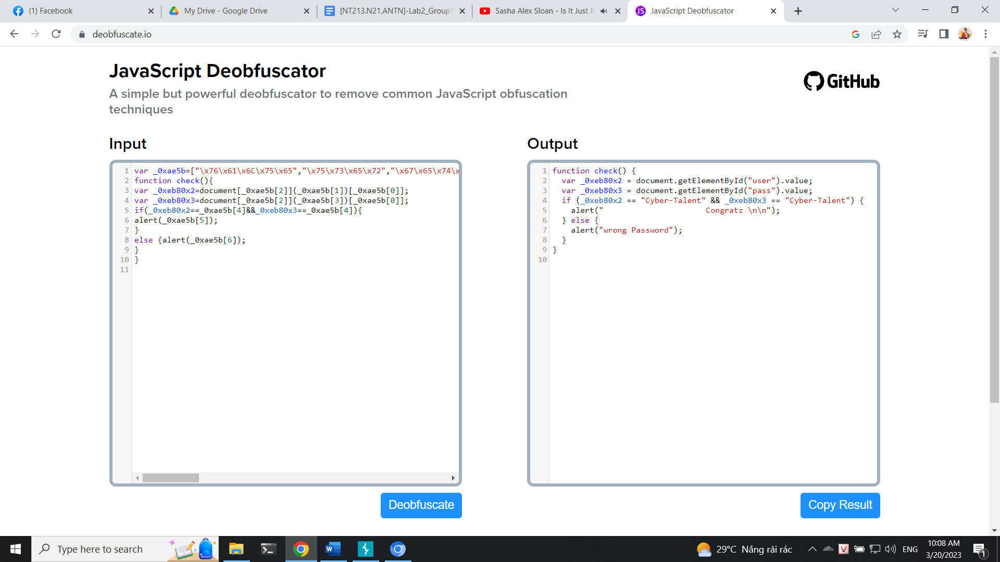 (1) Facebook
My Drive - Google Drive
[NT213.N21.ANTN]-Lab2_Group7
Sasha Alex Sloan - Is It Just M
JS JavaScript Deobfuscator
deobfuscate.io
JavaScript Deobfuscator
A simple but powerful deobfuscator to remove common JavaScript obfuscation
techniques
GitHub
Input
1 var _0xae5b=["\x76\x61\x6C\x75\x65","\x75\x73\x65\x72","\x67\x65\x74\x
2 function check(){
3 var _0xeb80x2=document[_0xae5b[2]](_0xae5b[1])[_0xae5b[0]];
4 var _0xeb80x3=document[_0xae5b[2]](_0xae5b[3])[_0xae5b[0]];
5 if(_0xeb80x2==_0xae5b[4]&&_0xeb80x3==_0xae5b[4]){
6 alert(_0xae5b[5]);
7 }
8 else {alert(_0xae5b[6]);
9 }
10 }
11
Deobfuscate
Output
1 function check() {
2   var _0xeb80x2 = document.getElementById("user").value;
3   var _0xeb80x3 = document.getElementById("pass").value;
4   if (_0xeb80x2 == "Cyber-Talent" && _0xeb80x3 == "Cyber-Talent") {
5     alert("                      Congratz \n\n");
6   } else {
7     alert("wrong Password");
8   }
9 }
10
Copy Result
Type here to search
29°C Nắng rải rác
ENG
10:08 AM
3/20/2023
1